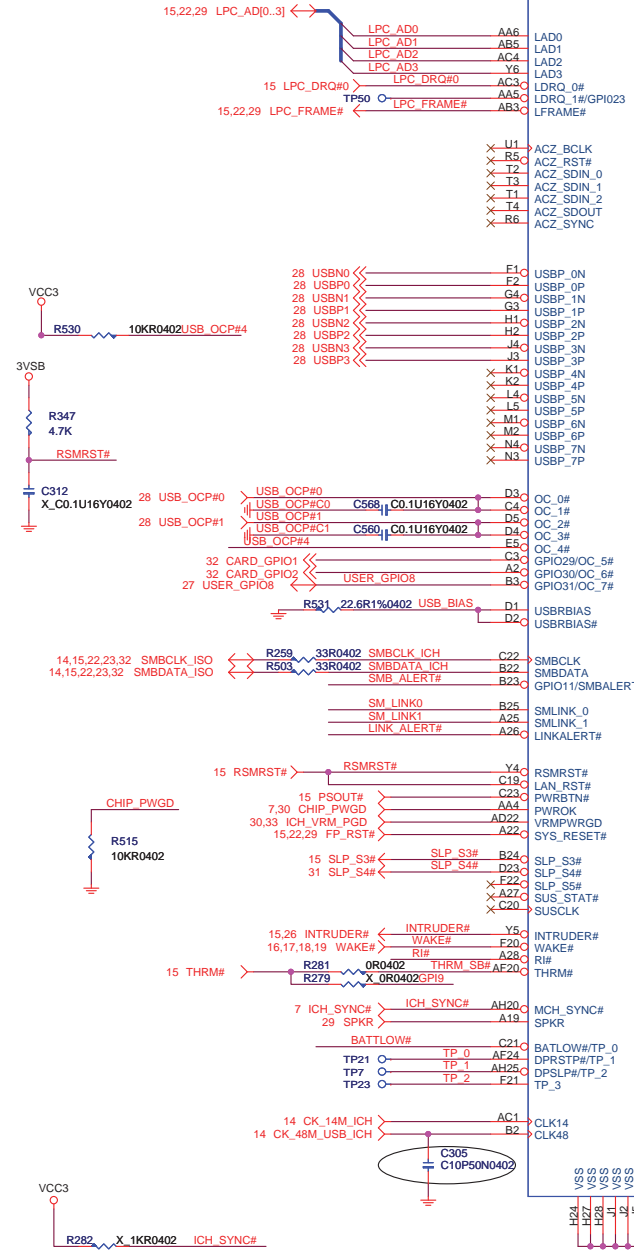 15,22,29 LPC_AD[0..3]
LPC_AD0 AA6 LAD0
LPC_AD1 AB5 LAD1
LPC_AD2 AC4 LAD2
LPC_AD3 Y6 LAD3
15 LPC_DRQ#0 LPC_DRQ#0 AC3 LDRQ_0#
TP50 AA5 LDRQ_1#/GPI023
15,22,29 LPC_FRAME# LPC_FRAME# AB3 LFRAME#
U1 ACZ_BCLK
R5 ACZ_RST#
T2 ACZ_SDIN_0
T3 ACZ_SDIN_1
T1 ACZ_SDIN_2
T4 ACZ_SDOUT
R6 ACZ_SYNC
28 USBN0 F1 USBP_0N
28 USBP0 F2 USBP_0P
28 USBN1 G4 USBP_1N
28 USBP1 G3 USBP_1P
28 USBN2 H1 USBP_2N
28 USBP2 H2 USBP_2P
28 USBN3 J4 USBP_3N
28 USBP3 J3 USBP_3P
K1 USBP_4N
K2 USBP_4P
L4 USBP_5N
L5 USBP_5P
M1 USBP_6N
M2 USBP_6P
N4 USBP_7N
N3 USBP_7P
VCC3
R530 10KR0402 USB_OCP#4
3VSB
R347
4.7K
RSMRST#
C312
X_C0.1U16Y0402
28 USB_OCP#0 USB_OCP#0 D3 OC_0#
USB_OCP#C0 C568 C0.1U16Y0402 C4 OC_1#
28 USB_OCP#1 USB_OCP#1 D5 OC_2#
USB_OCP#C1 C560 C0.1U16Y0402 D4 OC_3#
USB_OCP#4 E5 OC_4#
32 CARD_GPIO1 C3 GPIO29/OC_5#
32 CARD_GPIO2 A2 GPIO30/OC_6#
27 USER_GPIO8 USER_GPIO8 B3 GPIO31/OC_7#
R531 22.6R1%0402 USB_BIAS D1 USBRBIAS
D2 USBRBIAS#
14,15,22,23,32 SMBCLK_ISO R259 33R0402 SMBCLK_ICH C22 SMBCLK
14,15,22,23,32 SMBDATA_ISO R503 33R0402 SMBDATA_ICH B22 SMBDATA
SMB_ALERT# B23 GPIO11/SMBALERT
SM_LINK0 B25 SMLINK_0
SM_LINK1 A25 SMLINK_1
LINK_ALERT# A26 LINKALERT#
15 RSMRST# RSMRST# Y4 RSMRST#
C19 LAN_RST#
15 PSOUT# C23 PWRBTN#
7,30 CHIP_PWGD AA4 PWROK
30,33 ICH_VRM_PGD AD22 VRMPWRGD
15,22,29 FP_RST# A22 SYS_RESET#
CHIP_PWGD
R515
10KR0402
15 SLP_S3# SLP_S3# B24 SLP_S3#
31 SLP_S4# SLP_S4# D23 SLP_S4#
F22 SLP_S5#
A27 SUS_STAT#
C20 SUSCLK
15,26 INTRUDER# INTRUDER# Y5 INTRUDER#
16,17,18,19 WAKE# WAKE# F20 WAKE#
RI# A28 RI#
15 THRM# R281 0R0402 THRM_SB# AF20 THRM#
R279 X_0R0402 GPI9
7 ICH_SYNC# ICH_SYNC# AH20 MCH_SYNC#
29 SPKR A19 SPKR
BATTLOW# C21 BATLOW#/TP_0
TP21 TP_0 AF24 DPRSTP#/TP_1
TP7 TP_1 AH25 DPSLP#/TP_2
TP23 TP_2 F21 TP_3
14 CK_14M_ICH AC1 CLK14
14 CK_48M_USB_ICH B2 CLK48
C305
C10P50N0402
VCC3
R282 X_1KR0402 ICH_SYNC#
VSS VSS VSS VSS VSS
H24 H27 H28 J1 J2